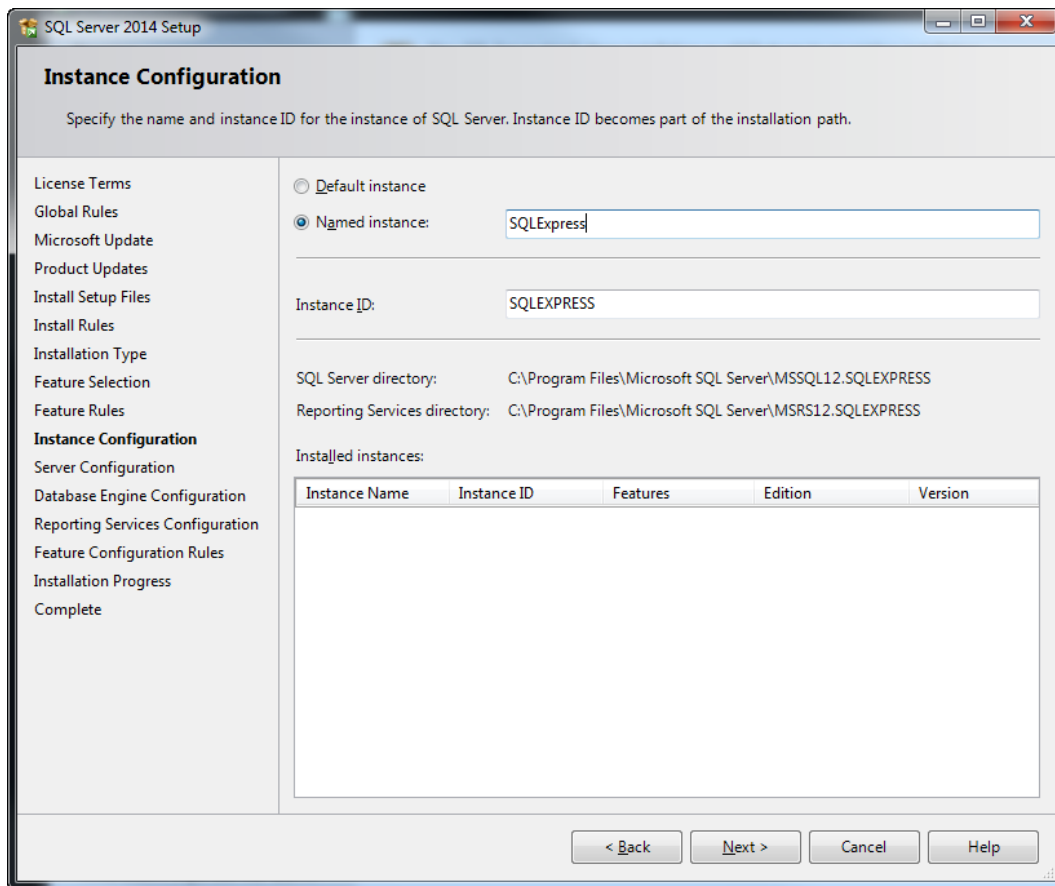 SQL Server 2014 Setup
Instance Configuration
Specify the name and instance ID for the instance of SQL Server. Instance ID becomes part of the installation path.
License Terms
Global Rules
Microsoft Update
Product Updates
Install Setup Files
Install Rules
Installation Type
Feature Selection
Feature Rules
Instance Configuration
Server Configuration
Database Engine Configuration
Reporting Services Configuration
Feature Configuration Rules
Installation Progress
Complete
Default instance
Named instance: SQLExpress
Instance ID: SQLEXPRESS
SQL Server directory: C:\Program Files\Microsoft SQL Server\MSSQL12.SQLEXPRESS
Reporting Services directory: C:\Program Files\Microsoft SQL Server\MSRS12.SQLEXPRESS
Installed instances:
Instance Name Instance ID Features Edition Version
< Back Next > Cancel Help